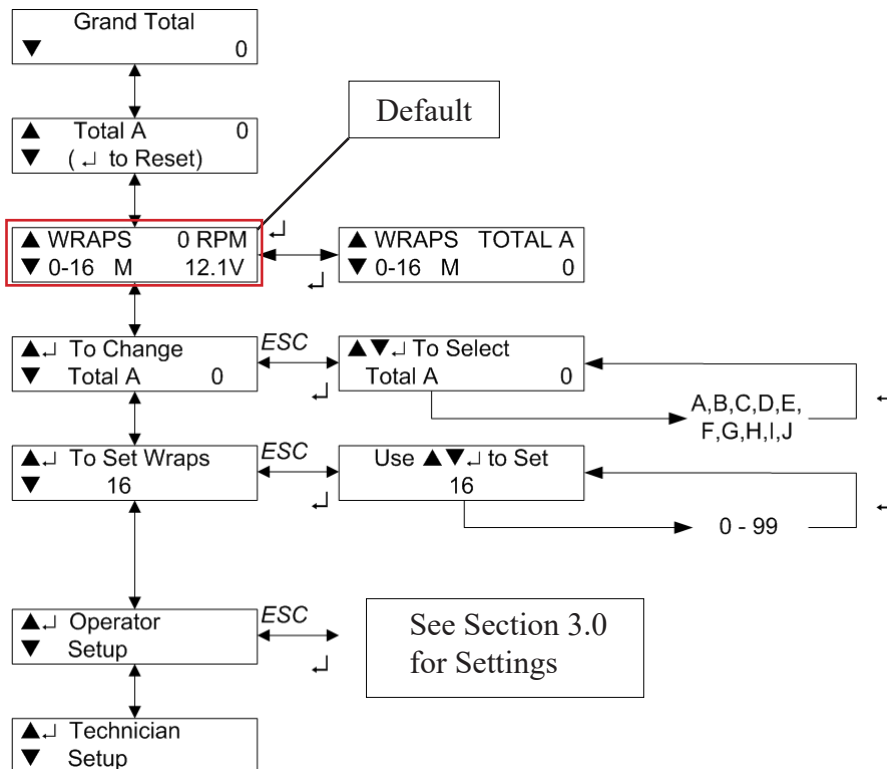 Grand Total
▼ 0
▲ Total A 0
▼ ( ↵ to Reset)
Default
▲ WRAPS 0 RPM
▼ 0-16 M 12.1V
↵
↵
▲ WRAPS TOTAL A
▼ 0-16 M 0
▲↵ To Change
▼ Total A 0
ESC
↵
▲▼↵ To Select
Total A 0
A,B,C,D,E,
F,G,H,I,J
↵
▲↵ To Set Wraps
▼ 16
ESC
↵
Use ▲▼↵ to Set
16
0 - 99
↵
▲↵ Operator
▼ Setup
ESC
↵
See Section 3.0
for Settings
▲↵ Technician
▼ Setup